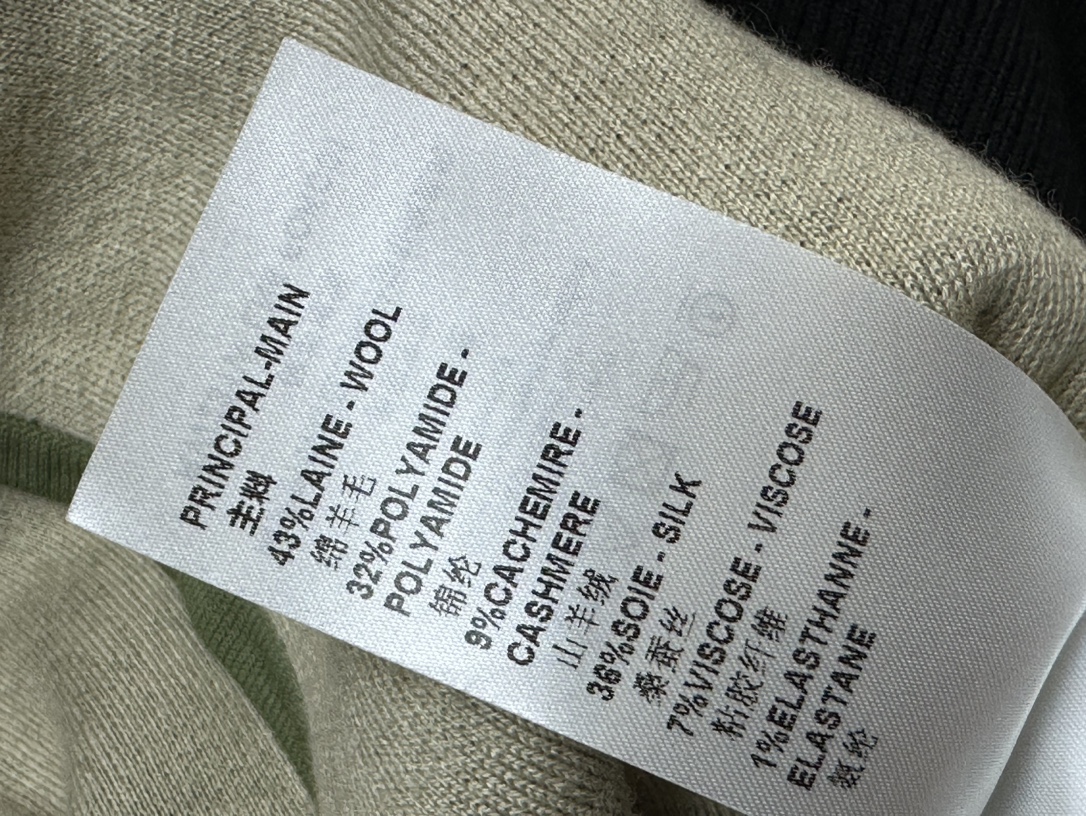 PRINCIPAL-MAIN
主料
43%LAINE - WOOL
绵羊毛
32%POLYAMIDE -
POLYAMIDE
锦纶
9%CACHEMIRE -
CASHMERE
山羊绒
36%SOIE - SILK
桑蚕丝
7%VISCOSE - VISCOSE
粘胶纤维
1%ELASTHANNE -
ELASTANE
氨纶